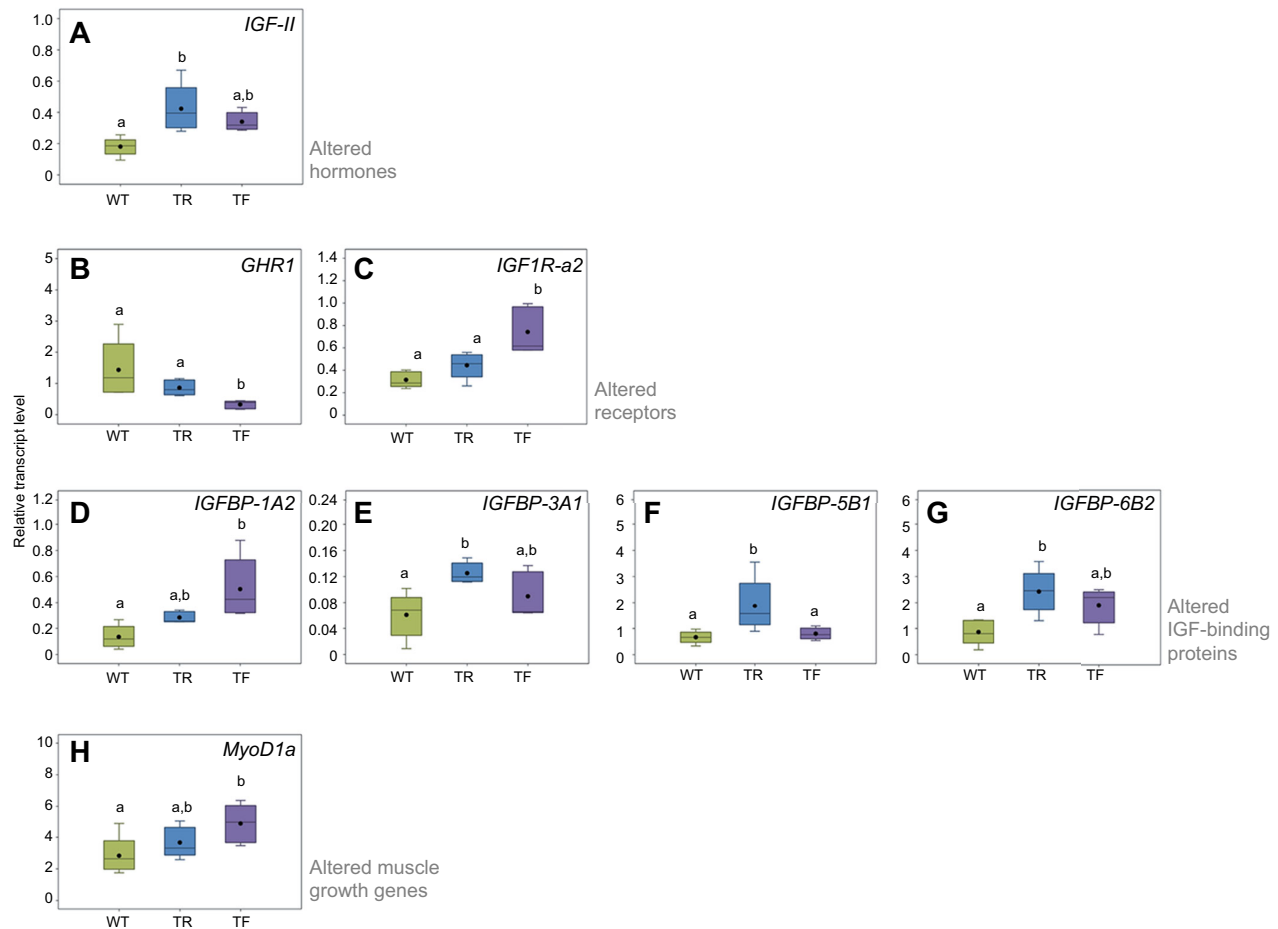 A
IGF-II
1.0
0.8
0.6
0.4
0.2
0
a
b
a,b
WT
TR
TF
Altered
hormones
Relative transcript level
B
GHR1
5
4
3
2
1
0
a
a
b
WT
TR
TF
C
IGF1R-a2
1.4
1.2
1.0
0.8
0.6
0.4
0.2
0
a
a
b
WT
TR
TF
Altered
receptors
D
IGFBP-1A2
1.2
1.0
0.8
0.6
0.4
0.2
0
a
a,b
b
WT
TR
TF
E
IGFBP-3A1
0.24
0.20
0.16
0.12
0.08
0.04
0
a
b
a,b
WT
TR
TF
F
IGFBP-5B1
6
5
4
3
2
1
0
a
b
a
WT
TR
TF
G
IGFBP-6B2
6
5
4
3
2
1
0
a
b
a,b
WT
TR
TF
Altered
IGF-binding
proteins
H
MyoD1a
10
8
6
4
2
0
a
a,b
b
WT
TR
TF
Altered muscle
growth genes